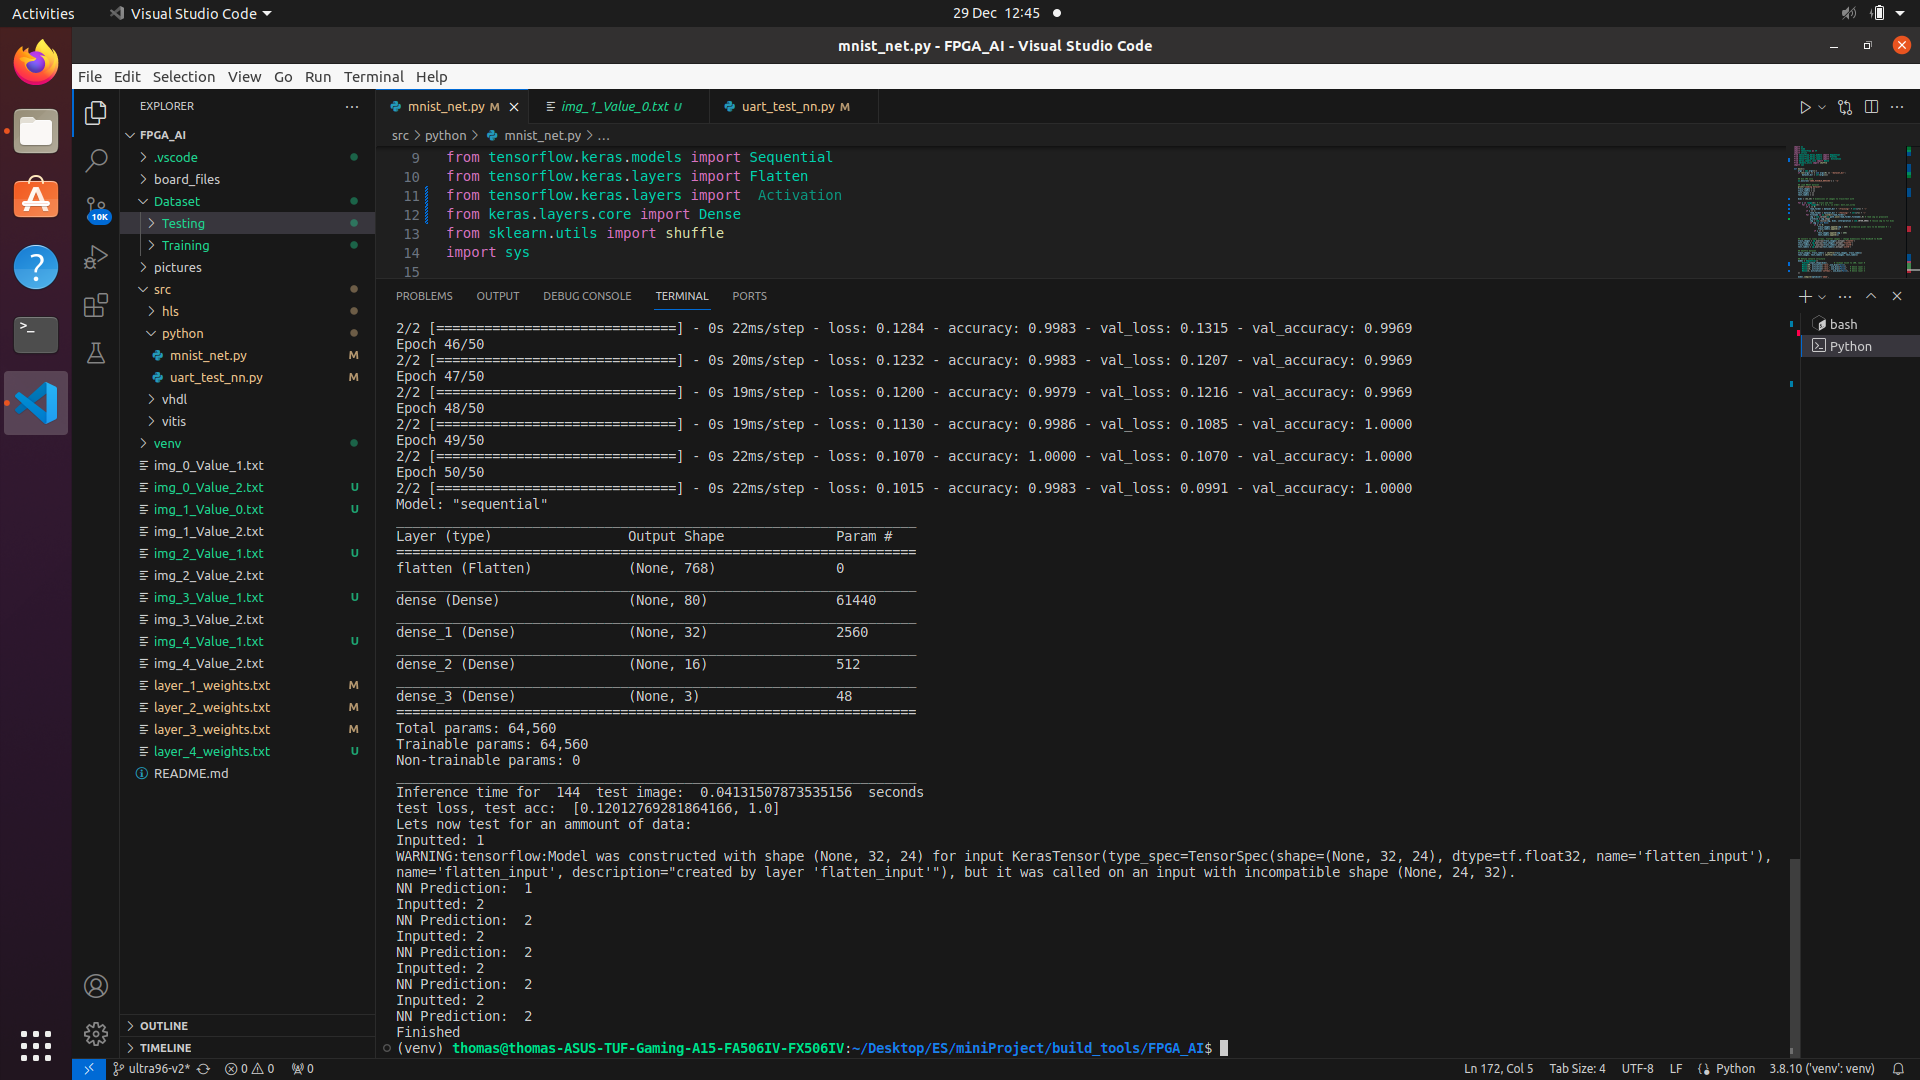 Activities
Visual Studio Code
29 Dec 12:45
mnist_net.py - FPGA_AI - Visual Studio Code
File Edit Selection View Go Run Terminal Help
EXPLORER
FPGA_AI
.vscode
board_files
Dataset
Testing
Training
pictures
src
hls
python
mnist_net.py M
uart_test_nn.py M
vhdl
vitis
venv
img_0_Value_1.txt
img_0_Value_2.txt U
img_1_Value_0.txt U
img_1_Value_2.txt
img_2_Value_1.txt U
img_2_Value_2.txt
img_3_Value_1.txt U
img_3_Value_2.txt
img_4_Value_1.txt U
img_4_Value_2.txt
layer_1_weights.txt M
layer_2_weights.txt M
layer_3_weights.txt M
layer_4_weights.txt U
README.md
OUTLINE
TIMELINE
10K
mnist_net.py M
img_1_Value_0.txt U
uart_test_nn.py M
src > python > mnist_net.py > ...
9 from tensorflow.keras.models import Sequential
10 from tensorflow.keras.layers import Flatten
11 from tensorflow.keras.layers import  Activation
12 from keras.layers.core import Dense
13 from sklearn.utils import shuffle
14 import sys
15
PROBLEMS OUTPUT DEBUG CONSOLE TERMINAL PORTS
2/2 [==============================] - 0s 22ms/step - loss: 0.1284 - accuracy: 0.9983 - val_loss: 0.1315 - val_accuracy: 0.9969
Epoch 46/50
2/2 [==============================] - 0s 20ms/step - loss: 0.1232 - accuracy: 0.9983 - val_loss: 0.1207 - val_accuracy: 0.9969
Epoch 47/50
2/2 [==============================] - 0s 19ms/step - loss: 0.1200 - accuracy: 0.9979 - val_loss: 0.1216 - val_accuracy: 0.9969
Epoch 48/50
2/2 [==============================] - 0s 19ms/step - loss: 0.1130 - accuracy: 0.9986 - val_loss: 0.1085 - val_accuracy: 1.0000
Epoch 49/50
2/2 [==============================] - 0s 22ms/step - loss: 0.1070 - accuracy: 1.0000 - val_loss: 0.1070 - val_accuracy: 1.0000
Epoch 50/50
2/2 [==============================] - 0s 22ms/step - loss: 0.1015 - accuracy: 0.9983 - val_loss: 0.0991 - val_accuracy: 1.0000
Model: "sequential"
_________________________________________________________________
Layer (type)                 Output Shape              Param #
=================================================================
flatten (Flatten)            (None, 768)               0
_________________________________________________________________
dense (Dense)                (None, 80)                61440
_________________________________________________________________
dense_1 (Dense)              (None, 32)                2560
_________________________________________________________________
dense_2 (Dense)              (None, 16)                512
_________________________________________________________________
dense_3 (Dense)              (None, 3)                 48
=================================================================
Total params: 64,560
Trainable params: 64,560
Non-trainable params: 0
_________________________________________________________________
Inference time for  144  test image:  0.04131507873535156  seconds
test loss, test acc:  [0.12012769281864166, 1.0]
Lets now test for an ammount of data:
Inputted: 1
WARNING:tensorflow:Model was constructed with shape (None, 32, 24) for input KerasTensor(type_spec=TensorSpec(shape=(None, 32, 24), dtype=tf.float32, name='flatten_input'),
name='flatten_input', description="created by layer 'flatten_input'"), but it was called on an input with incompatible shape (None, 24, 32).
NN Prediction:  1
Inputted: 2
NN Prediction:  2
Inputted: 2
NN Prediction:  2
Inputted: 2
NN Prediction:  2
Inputted: 2
NN Prediction:  2
Finished
(venv) thomas@thomas-ASUS-TUF-Gaming-A15-FA506IV-FX506IV:~/Desktop/ES/miniProject/build_tools/FPGA_AI$
bash
Python
ultra96-v2* 0 0 0
Ln 172, Col 5 Tab Size: 4 UTF-8 LF Python 3.8.10 ('venv': venv)